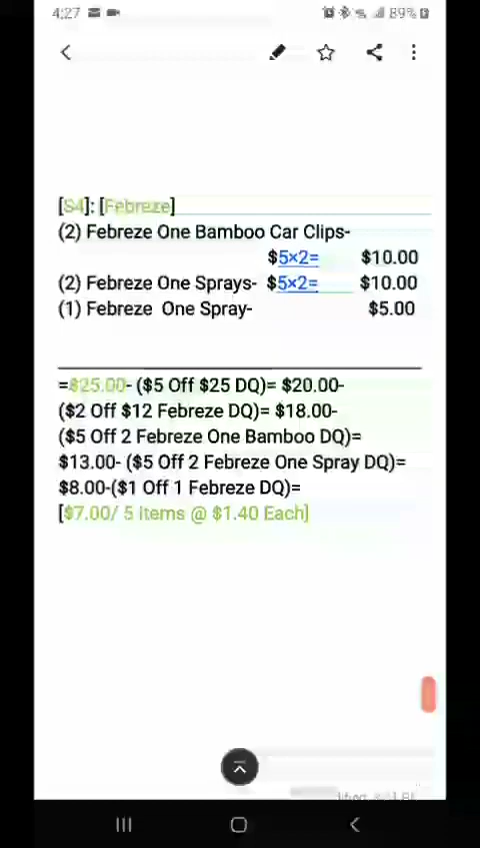 4:27
89%
[S4]: [Febreze]
(2) Febreze One Bamboo Car Clips-
$5×2= $10.00
(2) Febreze One Sprays- $5×2= $10.00
(1) Febreze One Spray- $5.00
=$25.00- ($5 Off $25 DQ)= $20.00-
($2 Off $12 Febreze DQ)= $18.00-
($5 Off 2 Febreze One Bamboo DQ)=
$13.00- ($5 Off 2 Febreze One Spray DQ)=
$8.00-($1 Off 1 Febreze DQ)=
[$7.00/ 5 items @ $1.40 Each]